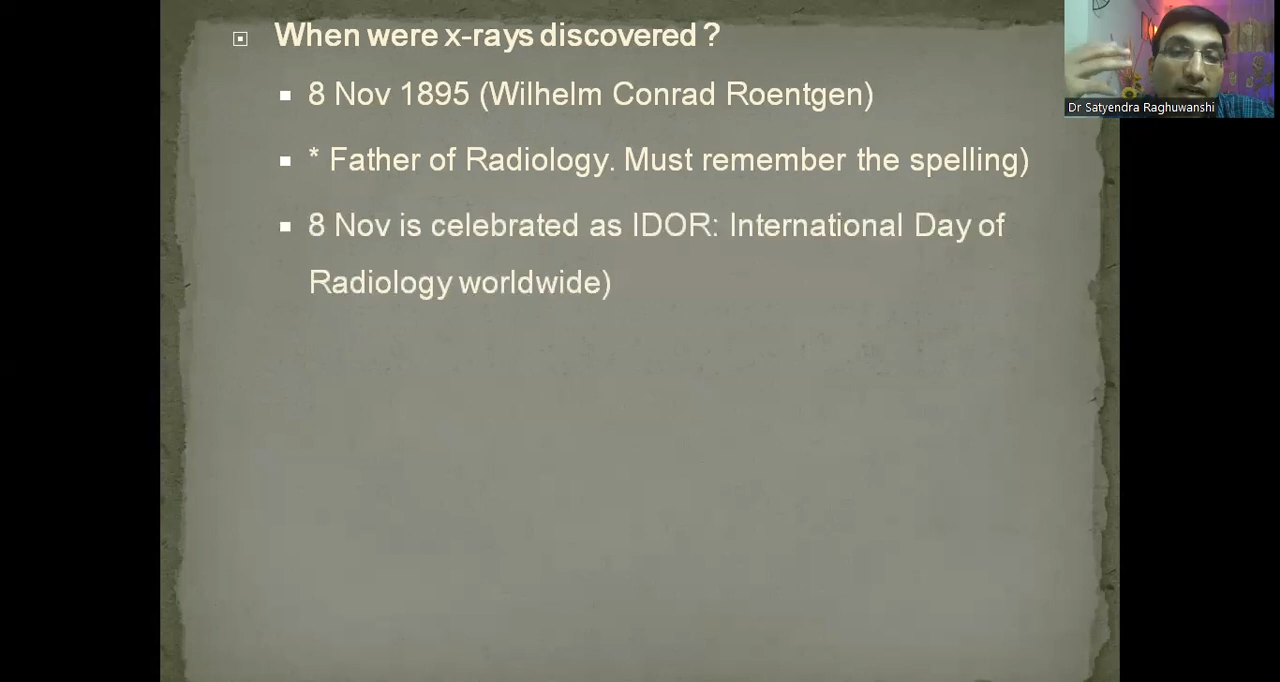 When were x-rays discovered ?
8 Nov 1895 (Wilhelm Conrad Roentgen)
* Father of Radiology. Must remember the spelling)
8 Nov is celebrated as IDOR: International Day of
Radiology worldwide)
Dr Satyendra Raghuwanshi